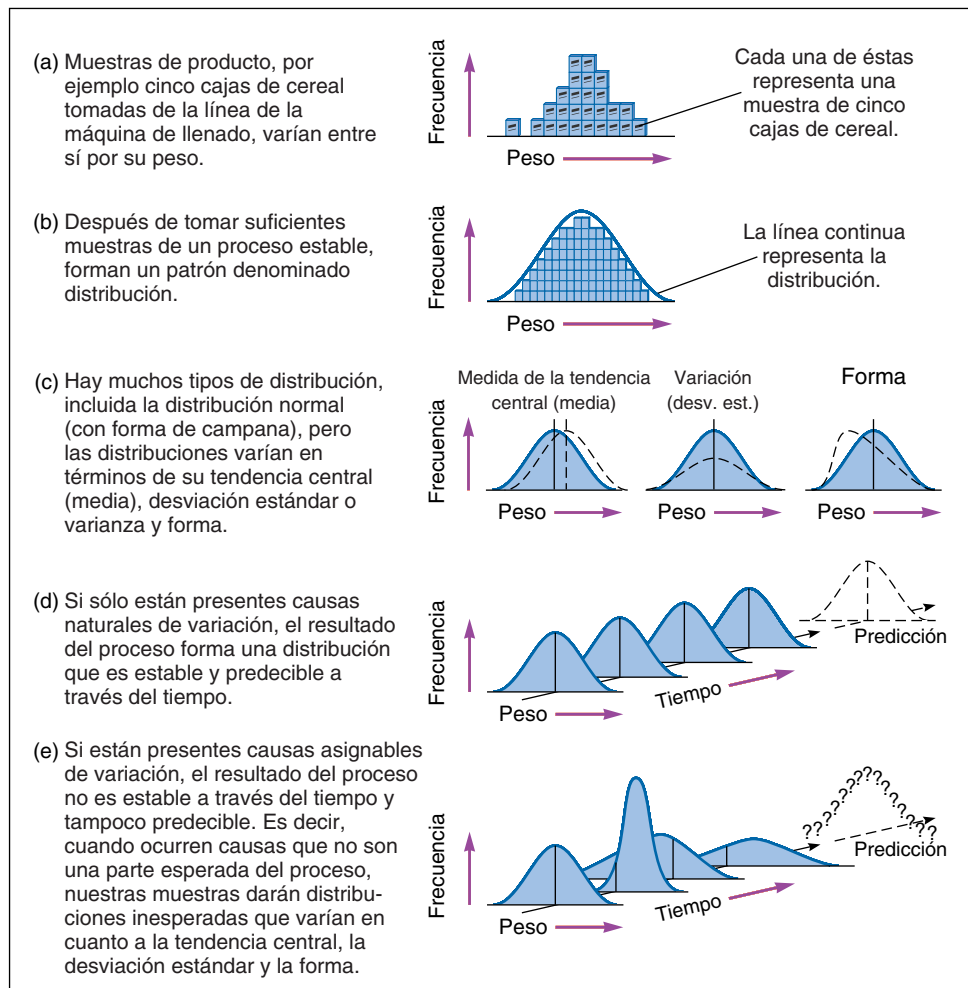 (a) Muestras de producto, por
ejemplo cinco cajas de cereal
tomadas de la línea de la
máquina de llenado, varían entre
sí por su peso.
Frecuencia
Peso
Cada una de éstas
representa una
muestra de cinco
cajas de cereal.
(b) Después de tomar suficientes
muestras de un proceso estable,
forman un patrón denominado
distribución.
Frecuencia
Peso
La línea continua
representa la
distribución.
(c) Hay muchos tipos de distribución,
incluida la distribución normal
(con forma de campana), pero
las distribuciones varían en
términos de su tendencia central
(media), desviación estándar o
varianza y forma.
Frecuencia
Medida de la tendencia
central (media)
Peso
Variación
(desv. est.)
Peso
Forma
Peso
(d) Si sólo están presentes causas
naturales de variación, el resultado
del proceso forma una distribución
que es estable y predecible a
través del tiempo.
Frecuencia
Peso
Tiempo
Predicción
(e) Si están presentes causas asignables
de variación, el resultado del proceso
no es estable a través del tiempo y
tampoco predecible. Es decir,
cuando ocurren causas que no son
una parte esperada del proceso,
nuestras muestras darán distribu-
ciones inesperadas que varían en
cuanto a la tendencia central, la
desviación estándar y la forma.
Frecuencia
Peso
Tiempo
???????????????????
Predicción